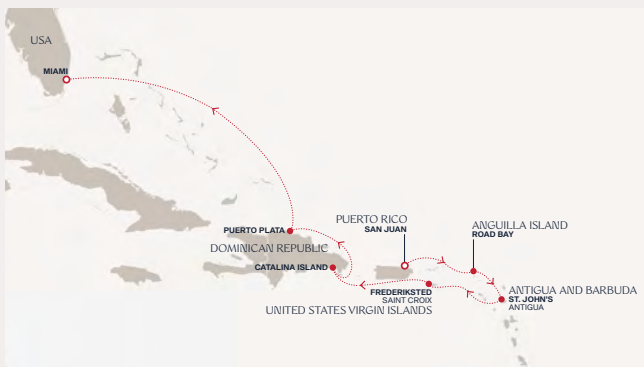 USA
MIAMI
PUERTO RICO
SAN JUAN
ANGUILLA ISLAND
ROAD BAY
PUERTO PLATA
DOMINICAN REPUBLIC
CATALINA ISLAND
FREDERIKSTED
SAINT CROIX
UNITED STATES VIRGIN ISLANDS
ANTIGUA AND BARBUDA
ST. JOHN'S
ANTIGUA